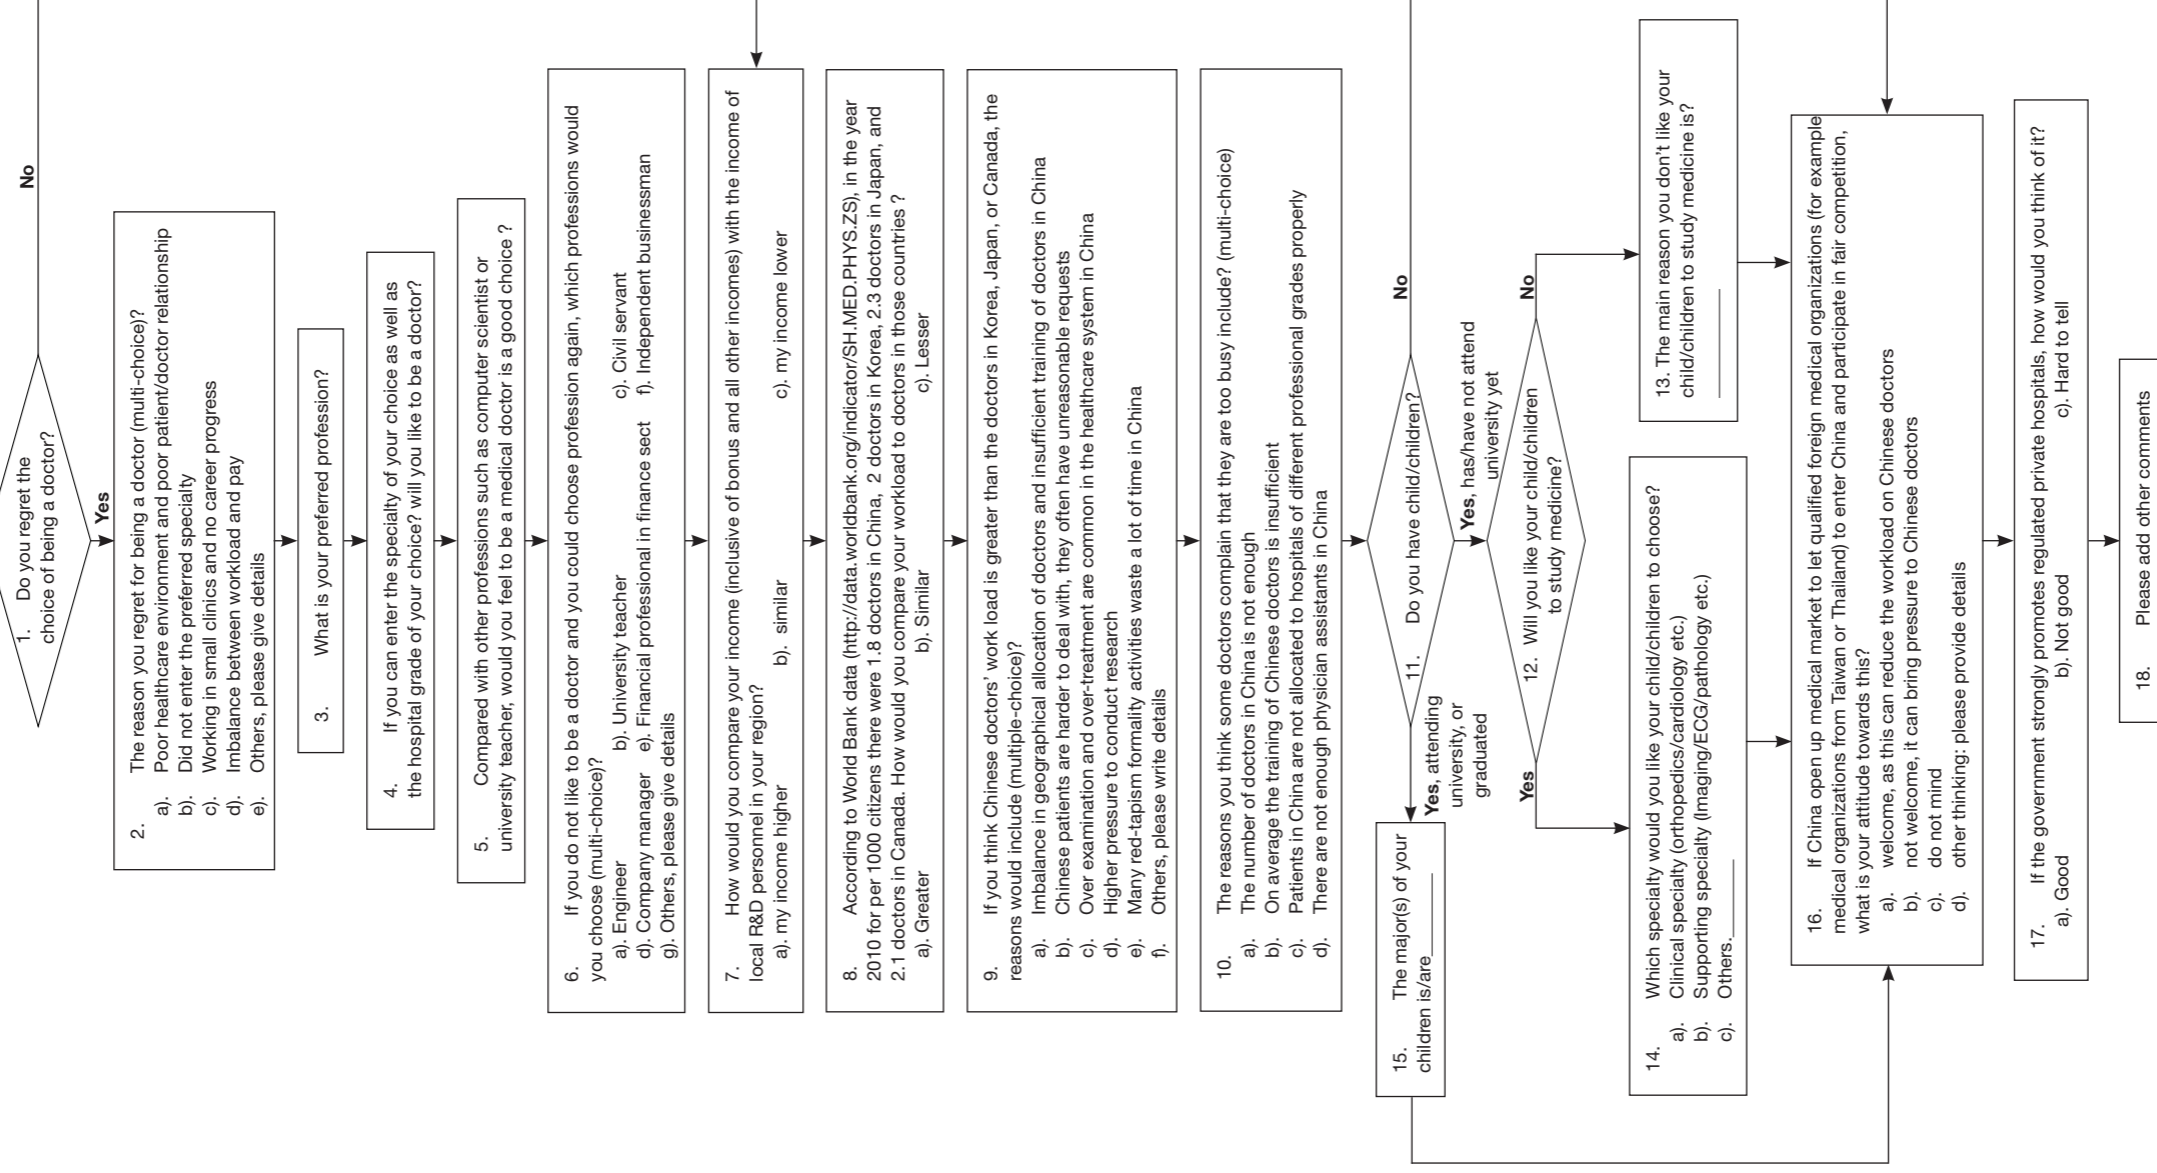 1. Do you regret the
choice of being a doctor?
No
Yes
2. The reason you regret for being a doctor (multi-choice)?
a). Poor healthcare environment and poor patient/doctor relationship
b). Did not enter the preferred specialty
c). Working in small clinics and no career progress
d). Imbalance between workload and pay
e). Others, please give details
3. What is your preferred profession?
4. If you can enter the specialty of your choice as well as
the hospital grade of your choice? will you like to be a doctor?
5. Compared with other professions such as computer scientist or
university teacher, would you feel to be a medical doctor is a good choice ?
6. If you do not like to be a doctor and you could choose profession again, which professions would
you choose (multi-choice)?
a). Engineer b). University teacher c). Civil servant
d). Company manager e). Financial professional in finance sect f). Independent businessman
g). Others, please give details
7. How would you compare your income (inclusive of bonus and all other incomes) with the income of
local R&D personnel in your region?
a). my income higher b). similar c). my income lower
8. According to World Bank data (http://data.worldbank.org/indicator/SH.MED.PHYS.ZS), in the year
2010 for per 1000 citizens there were 1.8 doctors in China, 2 doctors in Korea, 2.3 doctors in Japan, and
2.1 doctors in Canada. How would you compare your workload to doctors in those countries ?
a). Greater b). Similar c). Lesser
9. If you think Chinese doctors' work load is greater than the doctors in Korea, Japan, or Canada, the
reasons would include (multiple-choice)?
a). Imbalance in geographical allocation of doctors and insufficient training of doctors in China
b). Chinese patients are harder to deal with, they often have unreasonable requests
c). Over examination and over-treatment are common in the healthcare system in China
d). Higher pressure to conduct research
e). Many red-tapism formality activities waste a lot of time in China
f). Others, please write details
10. The reasons you think some doctors complain that they are too busy include? (multi-choice)
a). The number of doctors in China is not enough
b). On average the training of Chinese doctors is insufficient
c). Patients in China are not allocated to hospitals of different professional grades properly
d). There are not enough physician assistants in China
11. Do you have child/children?
No
Yes, attending
university, or
graduated
Yes, has/have not attend
university yet
15. The major(s) of your
children is/are______
12. Will you like your child/children
to study medicine?
Yes
No
14. Which specialty would you like your child/children to choose?
a). Clinical specialty (orthopedics/cardiology etc.)
b). Supporting specialty (Imaging/ECG/pathology etc.)
c). Others.______
13. The main reason you don't like your
child/children to study medicine is?
________
16. If China open up medical market to let qualified foreign medical organizations (for example
medical organizations from Taiwan or Thailand) to enter China and participate in fair competition,
what is your attitude towards this?
a). welcome, as this can reduce the workload on Chinese doctors
b). not welcome, it can bring pressure to Chinese doctors
c). do not mind
d). other thinking: please provide details
17. If the government strongly promotes regulated private hospitals, how would you think of it?
a). Good b). Not good c). Hard to tell
18. Please add other comments